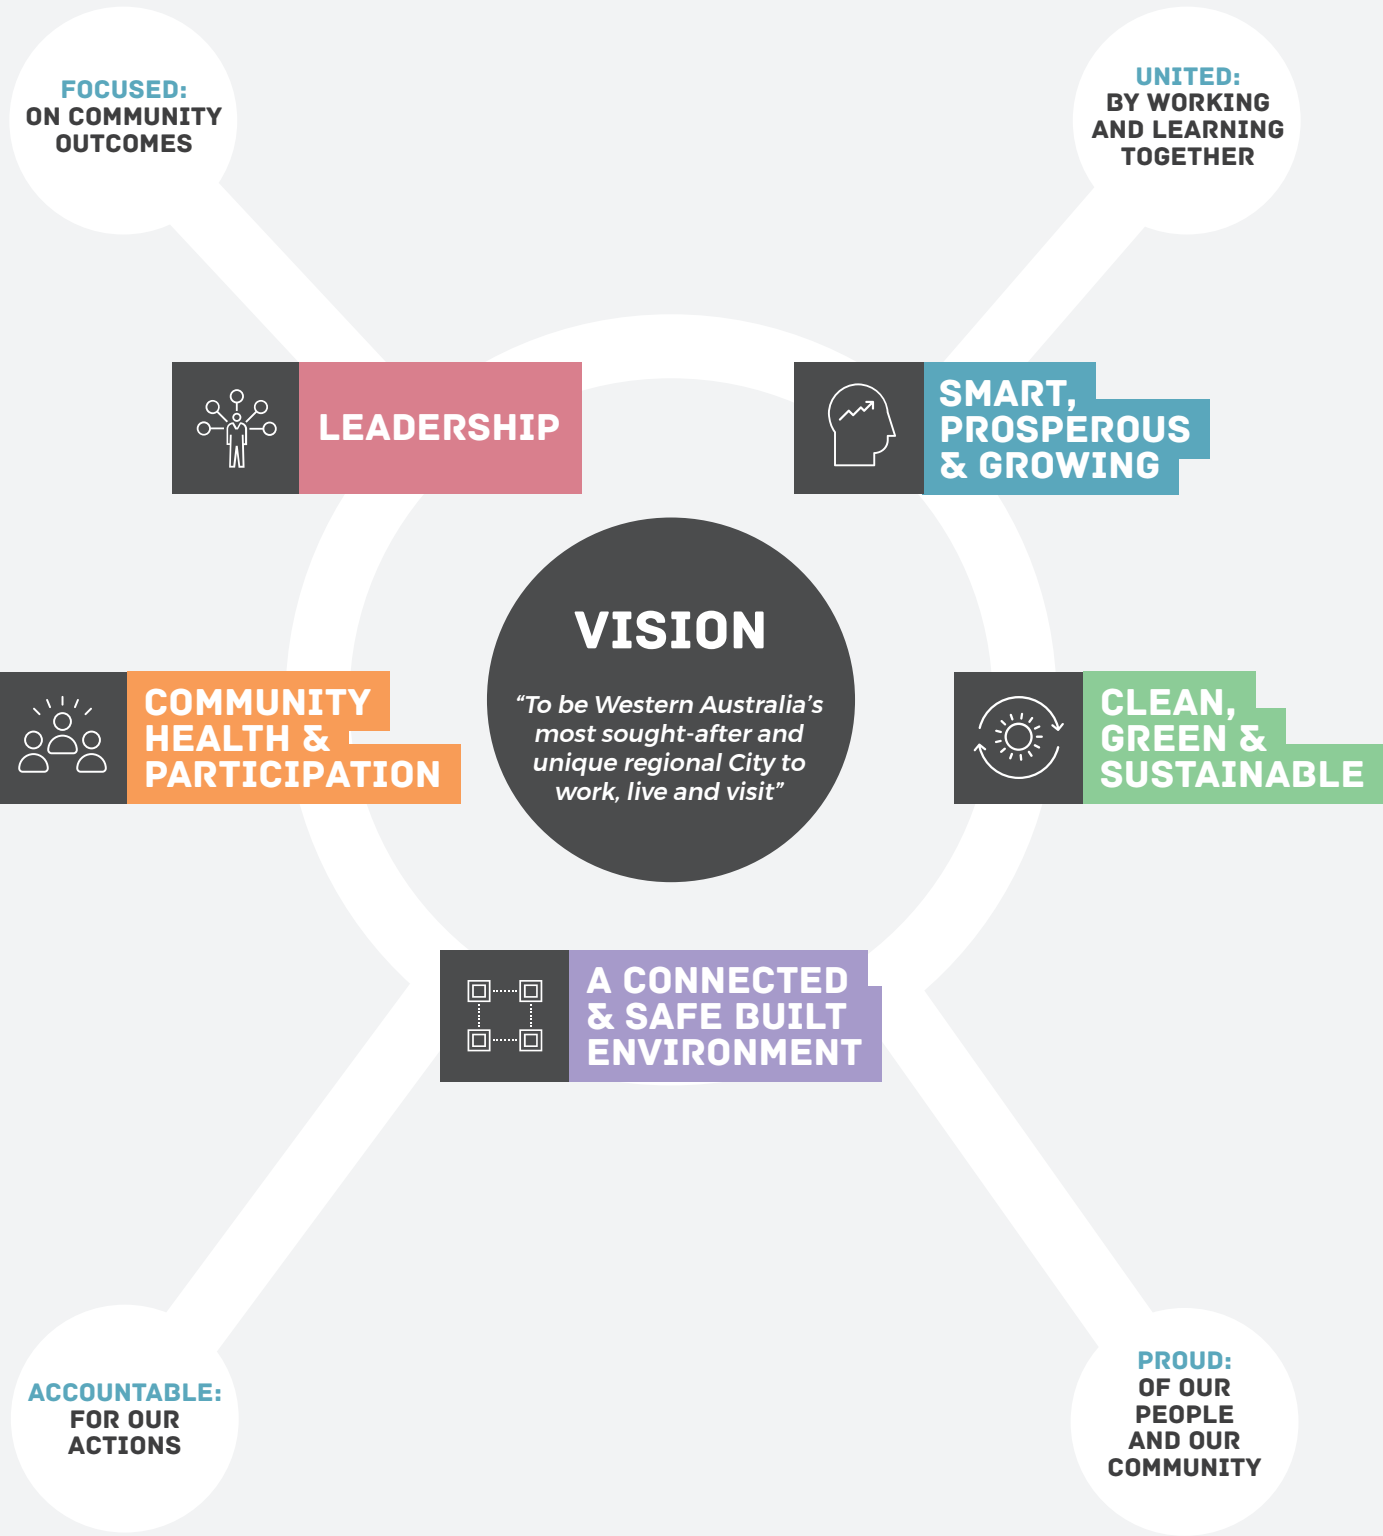 FOCUSED:
ON COMMUNITY
OUTCOMES
UNITED:
BY WORKING
AND LEARNING
TOGETHER
LEADERSHIP
SMART,
PROSPEROUS
& GROWING
VISION
“To be Western Australia’s
most sought-after and
unique regional City to
work, live and visit”
COMMUNITY
HEALTH &
PARTICIPATION
CLEAN,
GREEN &
SUSTAINABLE
A CONNECTED
& SAFE BUILT
ENVIRONMENT
ACCOUNTABLE:
FOR OUR
ACTIONS
PROUD:
OF OUR
PEOPLE
AND OUR
COMMUNITY